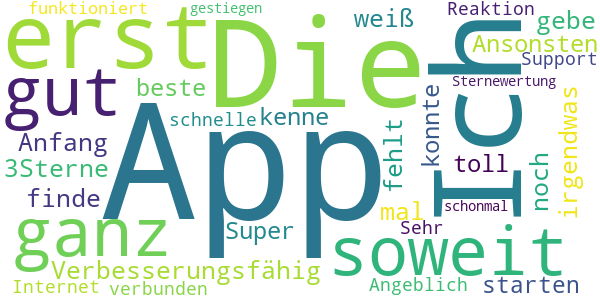 funktioniert
gestiegen
erst
Die
weiß
Reaktion
gebe
Ansonsten
Support
Sternewertung
gut
beste
Ich
App
schnelle
kenne
konnte
irgendwas
Anfang
fehlt
toll
noch
3Sterne
finde
mal
schonmal
ganz
Super
Sehr
soweit
Verbesserungsfähig
Internet
verbunden
Angeblich
starten